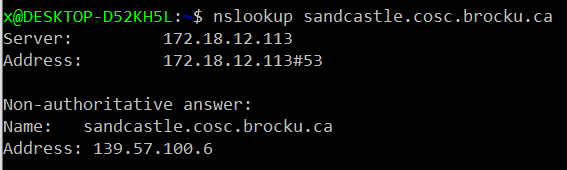 x@DESKTOP-D52KH5L:~$ nslookup sandcastle.cosc.brocku.ca
Server:         172.18.12.113
Address:        172.18.12.113#53

Non-authoritative answer:
Name:   sandcastle.cosc.brocku.ca
Address: 139.57.100.6